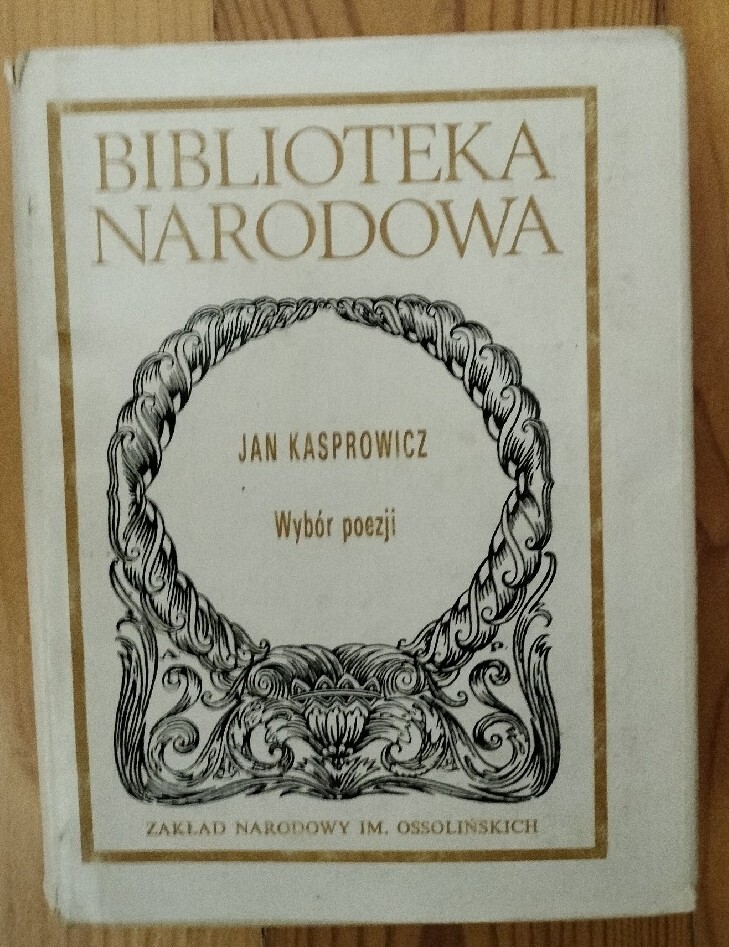 BIBLIOTEKA
NARODOWA
JAN KASPROWICZ
Wybór poezji
ZAKŁAD NARODOWY IM. OSSOLIŃSKICH